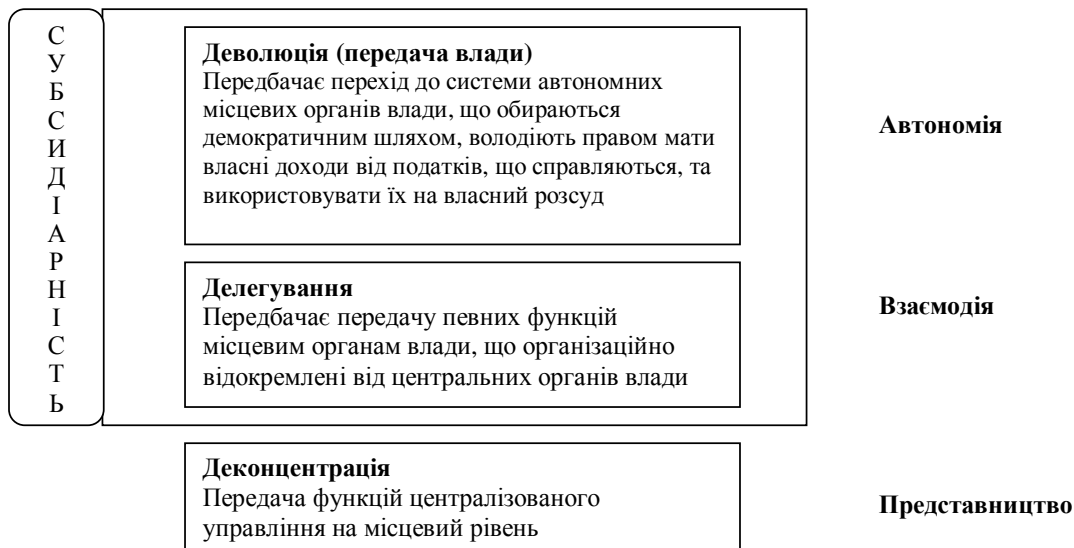 СУБСИДІАРНІСТЬ
Деволюція (передача влади)
Передбачає перехід до системи автономних
місцевих органів влади, що обираються
демократичним шляхом, володіють правом мати
власні доходи від податків, що справляються, та
використовувати їх на власний розсуд
Автономія
Делегування
Передбачає передачу певних функцій
місцевим органам влади, що організаційно
відокремлені від центральних органів влади
Взаємодія
Деконцентрація
Передача функцій централізованого
управління на місцевий рівень
Представництво